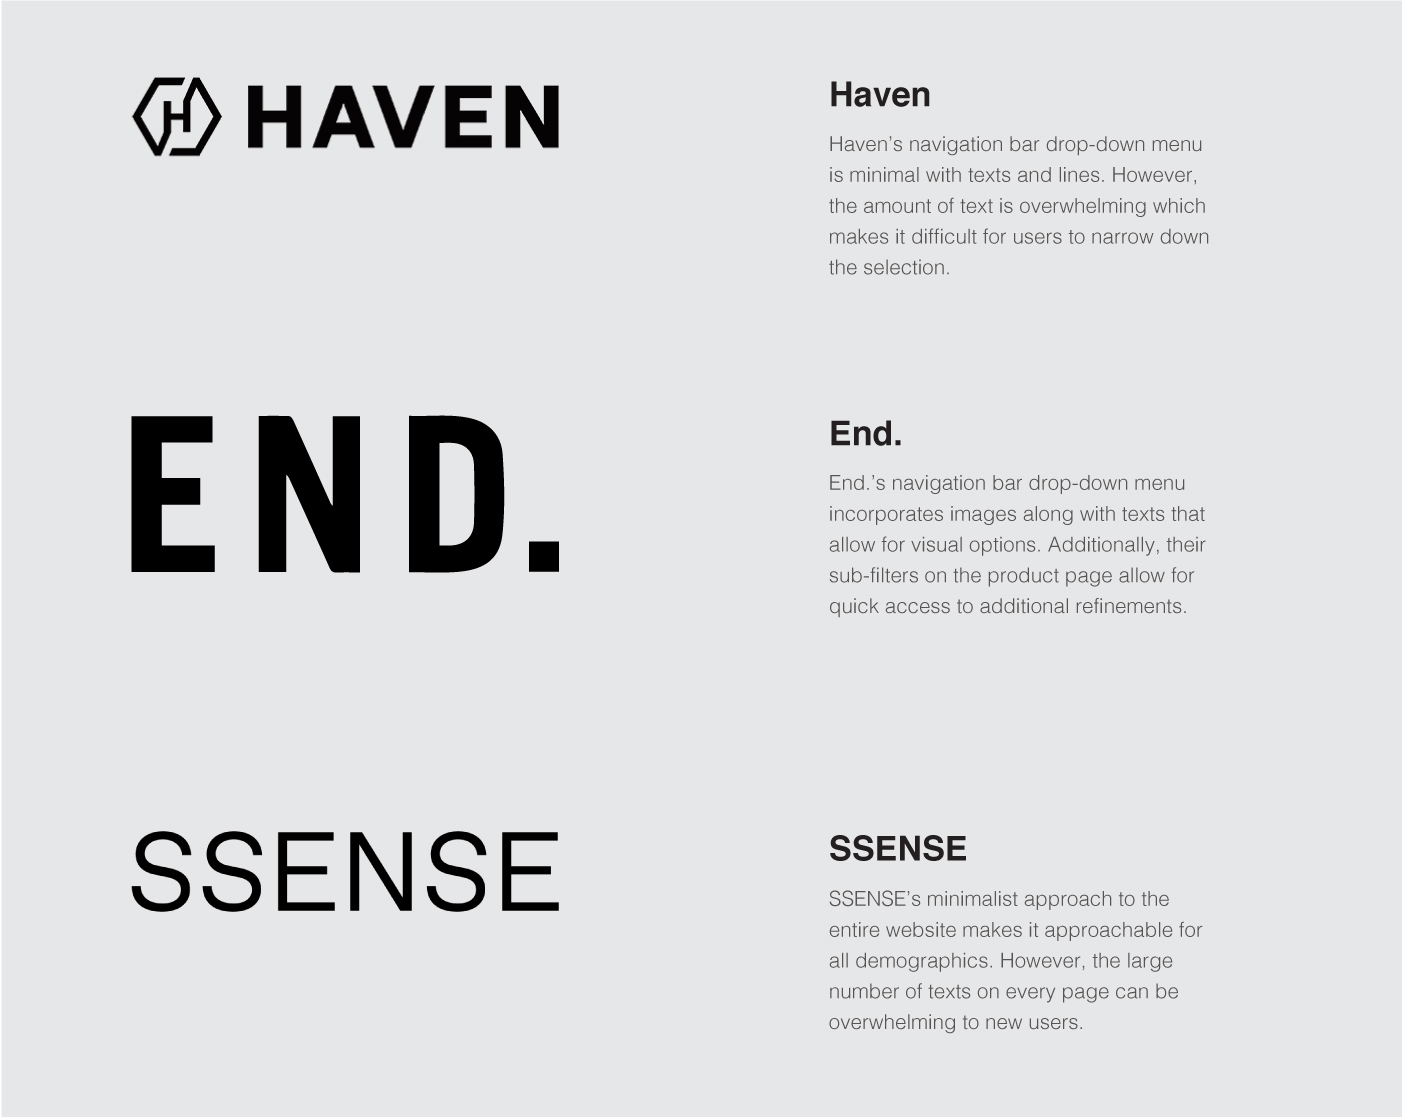 H HAVEN
Haven
Haven’s navigation bar drop-down menu
is minimal with texts and lines. However,
the amount of text is overwhelming which
makes it difficult for users to narrow down
the selection.
END.
End.
End.’s navigation bar drop-down menu
incorporates images along with texts that
allow for visual options. Additionally, their
sub-filters on the product page allow for
quick access to additional refinements.
SSENSE
SSENSE
SSENSE’s minimalist approach to the
entire website makes it approachable for
all demographics. However, the large
number of texts on every page can be
overwhelming to new users.